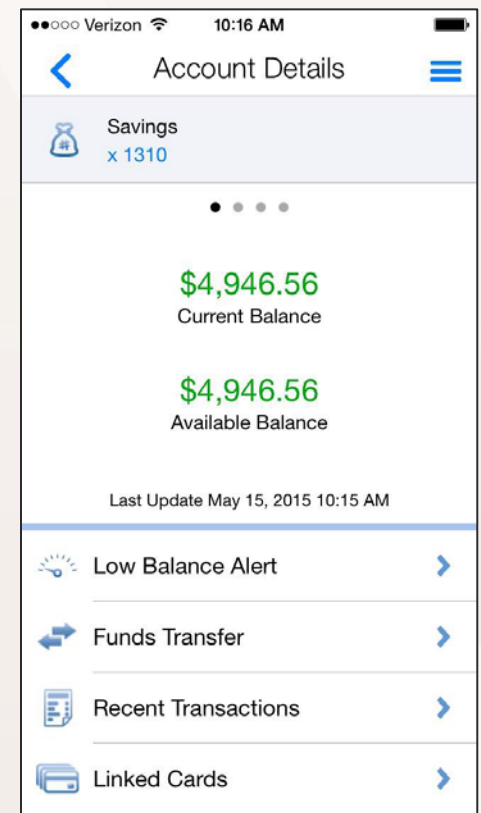 Verizon 10:16 AM
Account Details
Savings
x 1310
$4,946.56
Current Balance
$4,946.56
Available Balance
Last Update May 15, 2015 10:15 AM
Low Balance Alert
Funds Transfer
Recent Transactions
Linked Cards